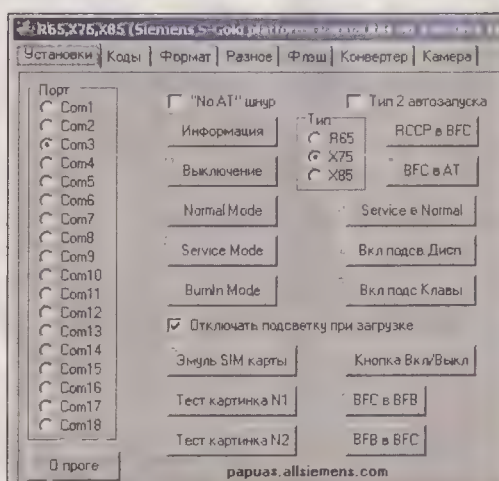 R65,X75,X85 (Siemens S-Gold
Установки Коды Формат Разное Флэш Конвертер Камера
Порт
Com1
Com2
Com3
Com4
Com5
Com6
Com7
Com8
Com9
Com10
Com11
Com12
Com13
Com14
Com15
Com16
Com17
Com18
О проге
"No AT" шнур
Тип 2 автозапуска
Информация
Тип
R65
X75
X85
RCCP в BFC
Выключение
BFC в AT
Normal Mode
Service в Normal
Service Mode
Вкл подсв Дисп
BurnIn Mode
Вкл подс Клавы
Отключать подсветку при загрузке
Эмуль SIM карты
Кнопка Вкл/Выкл
Тест картинка N1
BFC в BFB
Тест картинка N2
BFB в BFC
papuas.allsiemens.com